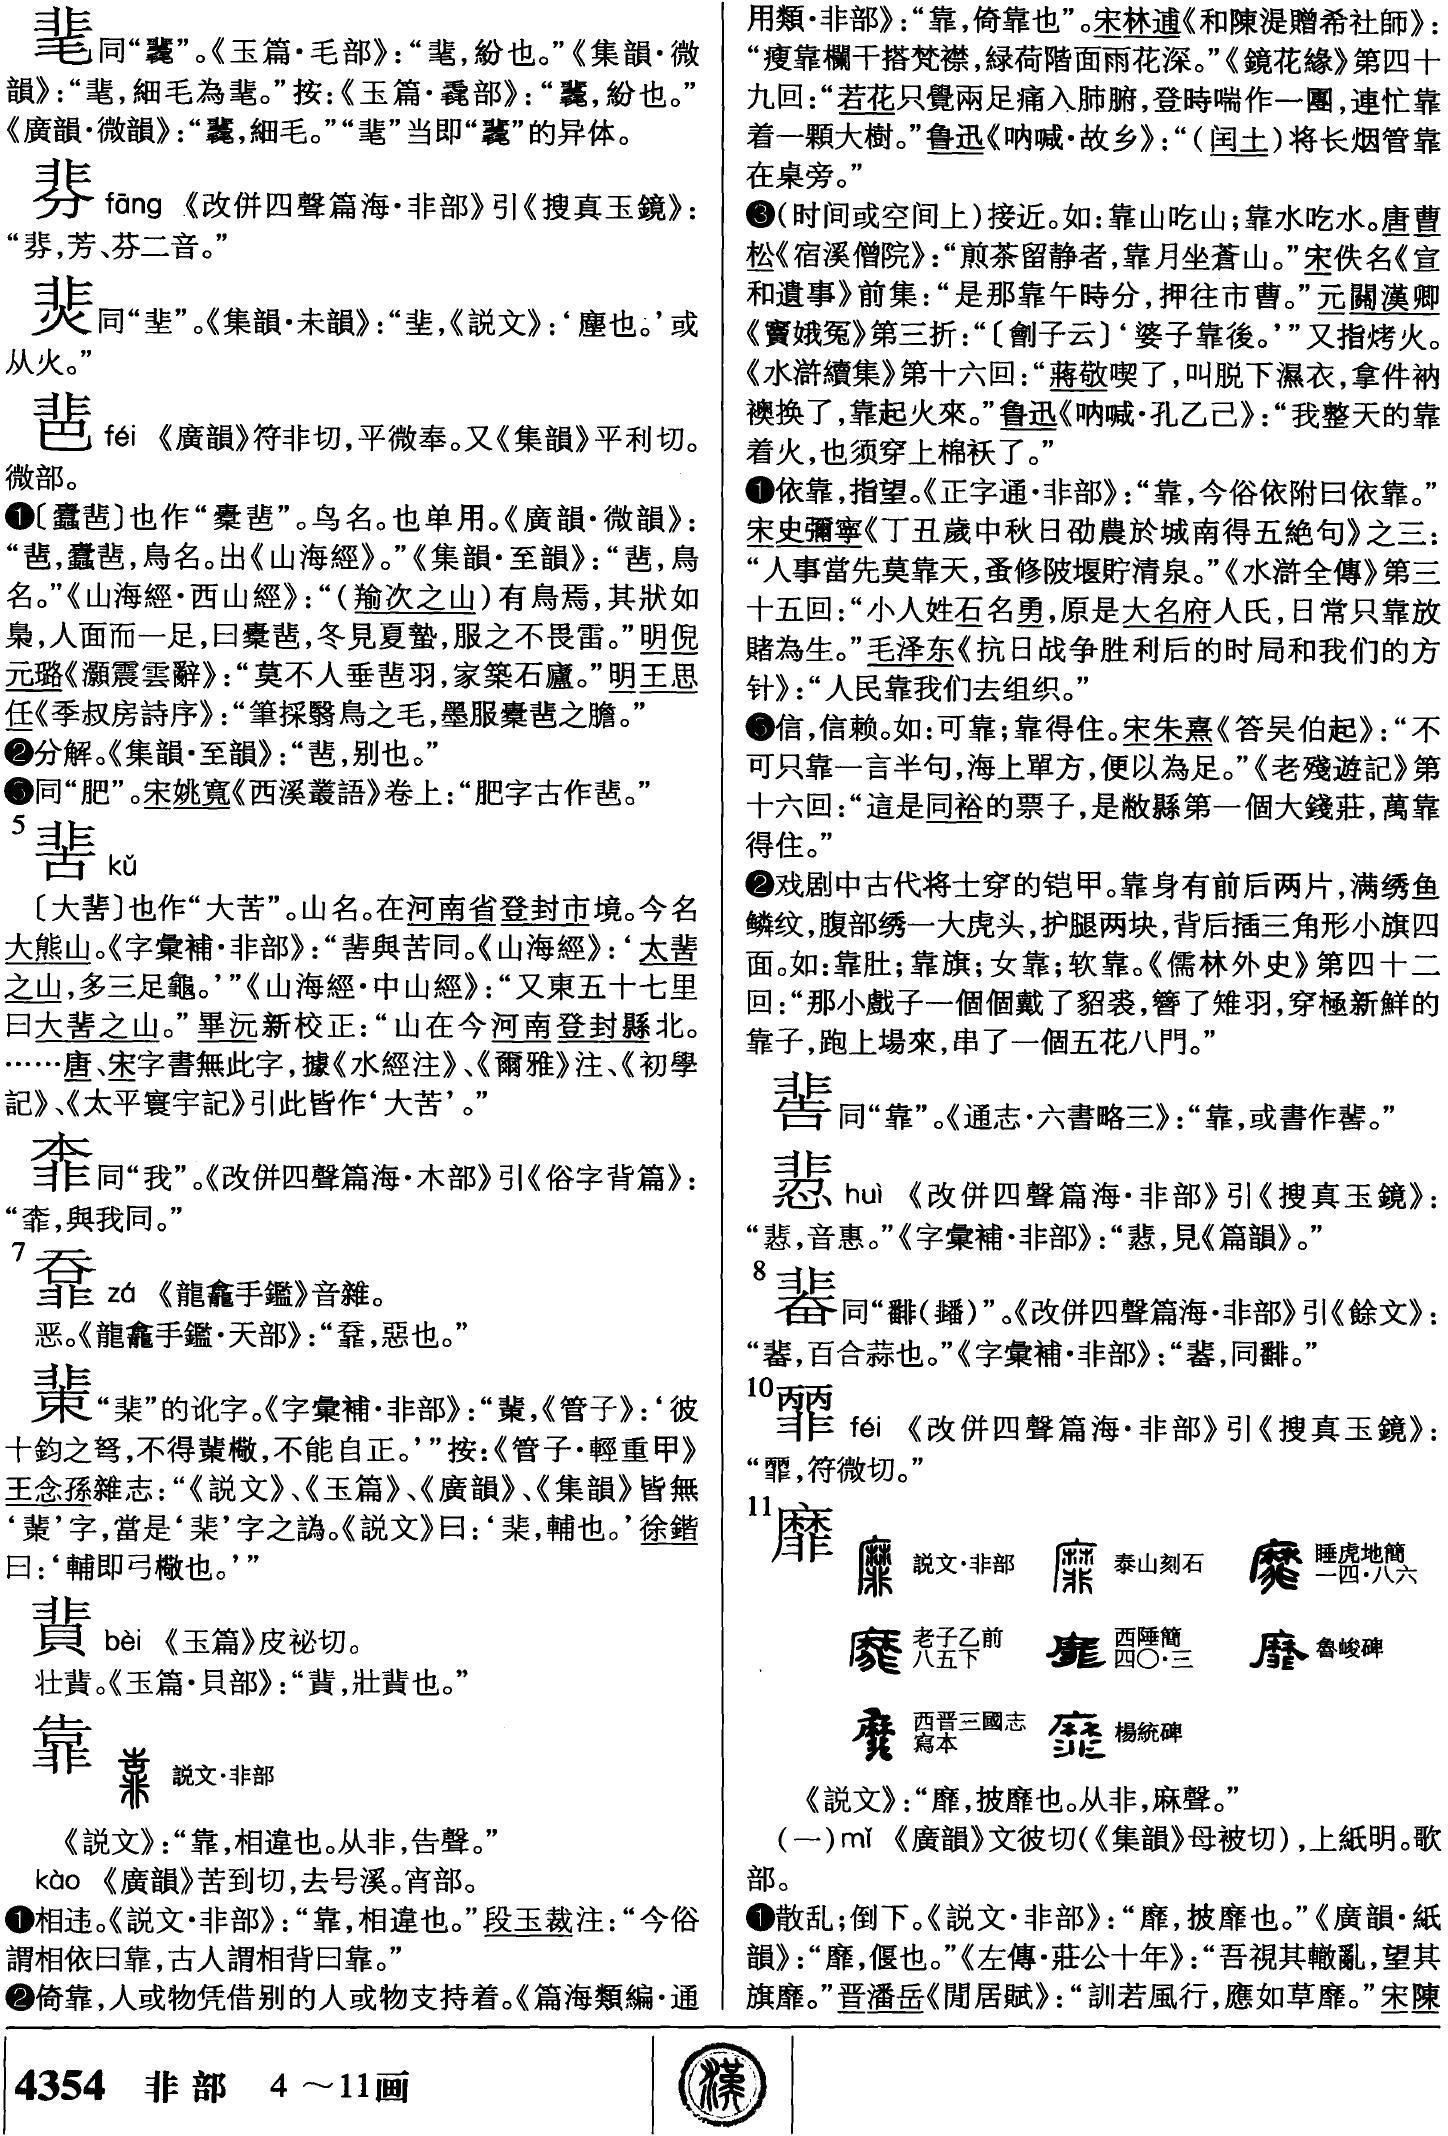 同“ ”。《玉篇·毛部》：“ ，紛也。”《集韻·微
韻》：“ ，細毛為 。”按：《玉篇·毳部》：“ ，紛也。”
《廣韻·微韻》：“ ，細毛。”“ ”当即“ ”的异体。
fāng 《改併四聲篇海·非部》引《搜真玉鏡》：
“ ，芳、芬二音。”
同“ ”。《集韻·未韻》：“ ，《説文》：‘塵也。’或
从火。”
䩁 féi 《廣韻》符非切，平微奉。又《集韻》平利切。
微部。
❶〔 〕也作“橐 ”。鸟名。也单用。《廣韻·微韻》：
“ ， ，鳥名。出《山海經》。”《集韻·至韻》：“ ，鳥
名。”《山海經·西山經》：“（羭次之山）有鳥焉，其狀如
梟，人面而一足，曰橐 ，冬見夏蟄，服之不畏雷。”明倪
元璐《灝震雲辭》：“莫不人垂 羽，家築石廬。”明王思
任《季叔房詩序》：“筆採翳鳥之毛，墨服橐 之膽。”
❷分解。《集韻·至韻》：“ ，别也。”
❸同“肥”。宋姚寬《西溪叢語》卷上：“肥字古作 。”
5 kǔ
〔大 〕也作“大苦”。山名。在河南省登封市境。今名
大熊山。《字彙補·非部》：“ 與苦同。《山海經》：‘太
之山，多三足龜。’”《山海經·中山經》：“又東五十七里
曰大 之山。”畢沅新校正：“山在今河南登封縣北。
……唐、宋字書無此字，據《水經注》、《爾雅》注、《初學
記》、《太平寰宇記》引此皆作‘大苦’。”
同“我”。《改併四聲篇海·木部》引《俗字背篇》：
“ ，與我同。”
7 zá 《龍龕手鑑》音雜。
恶。《龍龕手鑑·天部》：“ ，惡也。”
“棐”的讹字。《字彙補·非部》：“ ，《管子》：‘彼
十鈞之弩，不得 檠，不能自正。’”按：《管子·輕重甲》
王念孫雜志：“《説文》、《玉篇》、《廣韻》、《集韻》皆無
‘ ’字，當是‘棐’字之譌。《説文》曰：‘棐，輔也。’徐鍇
曰：‘輔即弓檠也。’”
bèi 《玉篇》皮祕切。
壮 。《玉篇·貝部》：“ ，壯 也。”
靠 説文·非部
《説文》：“靠，相違也。从非，告聲。”
kào 《廣韻》苦到切，去号溪。宵部。
❶相违。《説文·非部》：“靠，相違也。”段玉裁注：“今俗
謂相依曰靠，古人謂相背曰靠。”
❷倚靠，人或物凭借别的人或物支持着。《篇海類編·通
用類·非部》：“靠，倚靠也”。宋林逋《和陳湜贈希社師》：
“瘦靠欄干搭梵襟，緑荷階面雨花深。”《鏡花緣》第四十
九回：“若花只覺兩足痛入肺腑，登時喘作一團，連忙靠
着一顆大樹。”鲁迅《呐喊·故乡》：“（闰土）将长烟管靠
在桌旁。”
❸（时间或空间上）接近。如：靠山吃山；靠水吃水。唐曹
松《宿溪僧院》：“煎茶留静者，靠月坐蒼山。”宋佚名《宣
和遺事》前集：“是那靠午時分，押往市曹。”元關漢卿
《竇娥冤》第三折：“〔劊子云〕‘婆子靠後。’”又指烤火。
《水滸續集》第十六回：“蔣敬喫了，叫脱下濕衣，拿件衲
襖换了，靠起火來。”鲁迅《呐喊·孔乙己》：“我整天的靠
着火，也须穿上棉袄了。”
❶依靠，指望。《正字通·非部》：“靠，今俗依附曰依靠。”
宋史彌寧《丁丑歲中秋日劭農於城南得五絶句》之三：
“人事當先莫靠天，蚤修陂堰貯清泉。”《水滸全傳》第三
十五回：“小人姓石名勇，原是大名府人氏，日常只靠放
賭為生。”毛泽东《抗日战争胜利后的时局和我们的方
针》：“人民靠我们去组织。”
❺信，信赖。如：可靠；靠得住。宋朱熹《答吴伯起》：“不
可只靠一言半句，海上單方，便以為足。”《老殘遊記》第
十六回：“這是同裕的票子，是敝縣第一個大錢莊，萬靠
得住。”
❷戏剧中古代将士穿的铠甲。靠身有前后两片，满绣鱼
鳞纹，腹部绣一大虎头，护腿两块，背后插三角形小旗四
面。如：靠肚；靠旗；女靠；软靠。《儒林外史》第四十二
回：“那小戲子一個個戴了貂裘，簪了雉羽，穿極新鮮的
靠子，跑上場來，串了一個五花八門。”
同“靠”。《通志·六書略三》：“靠，或書作 。”
huì 《改併四聲篇海·非部》引《搜真玉鏡》：
“ ，音惠。”《字彙補·非部》：“ ，見《篇韻》。”
8 同“ （ ）”。《改併四聲篇海·非部》引《餘文》：
“ ，百合蒜也。”《字彙補·非部》：“ ，同 。”
10 féi 《改併四聲篇海·非部》引《搜真玉鏡》：
“ ，符微切。”
11 靡 説文·非部 泰山刻石 睡虎地簡一四·八六
老子乙前八五下 西陲簡四〇·三 魯峻碑
西晋三國志寫本 楊統碑
《説文》：“靡，披靡也。从非，麻聲。”
（一）mǐ 《廣韻》文彼切（《集韻》母被切），上紙明。歌
部。
❶散乱；倒下。《説文·非部》：“靡，披靡也。”《廣韻·紙
韻》：“靡，偃也。”《左傳·莊公十年》：“吾視其轍亂，望其
旗靡。”晋潘岳《閒居賦》：“訓若風行，應如草靡。”宋陳
4354 非部 4～11画
漢